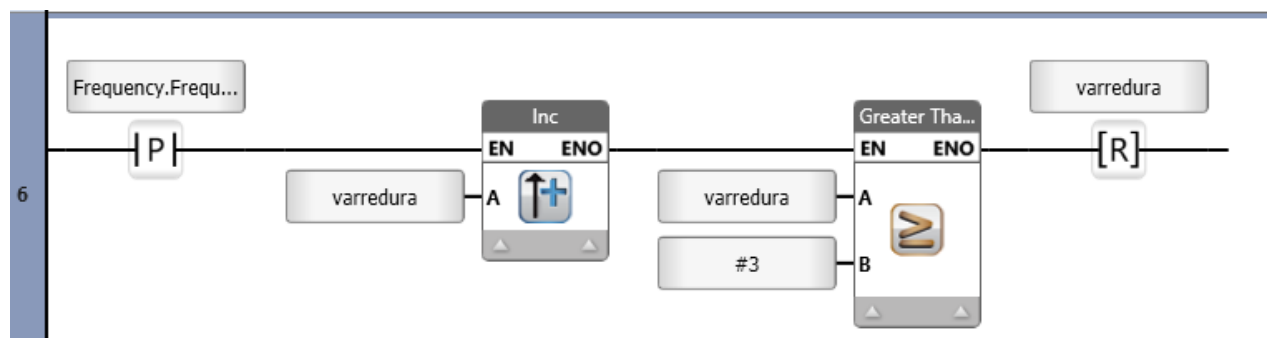 Frequency.Frequ...
varredura
P
Inc
Greater Tha...
[R]
EN ENO
EN ENO
6
varredura
A
varredura
A
#3
B